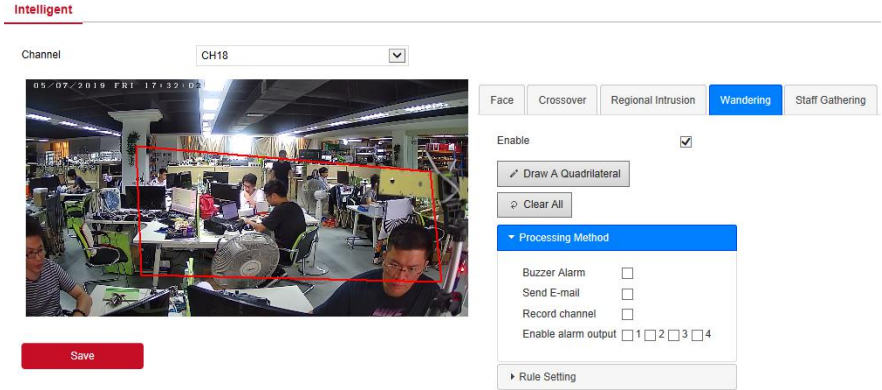 Intelligent
Channel CH18
05/07/2019 FRI 17:32:02
Face Crossover Regional Intrusion Wandering Staff Gathering
Enable
Draw A Quadrilateral
Clear All
Processing Method
Buzzer Alarm
Send E-mail
Record channel
Enable alarm output 1 2 3 4
Save
Rule Setting